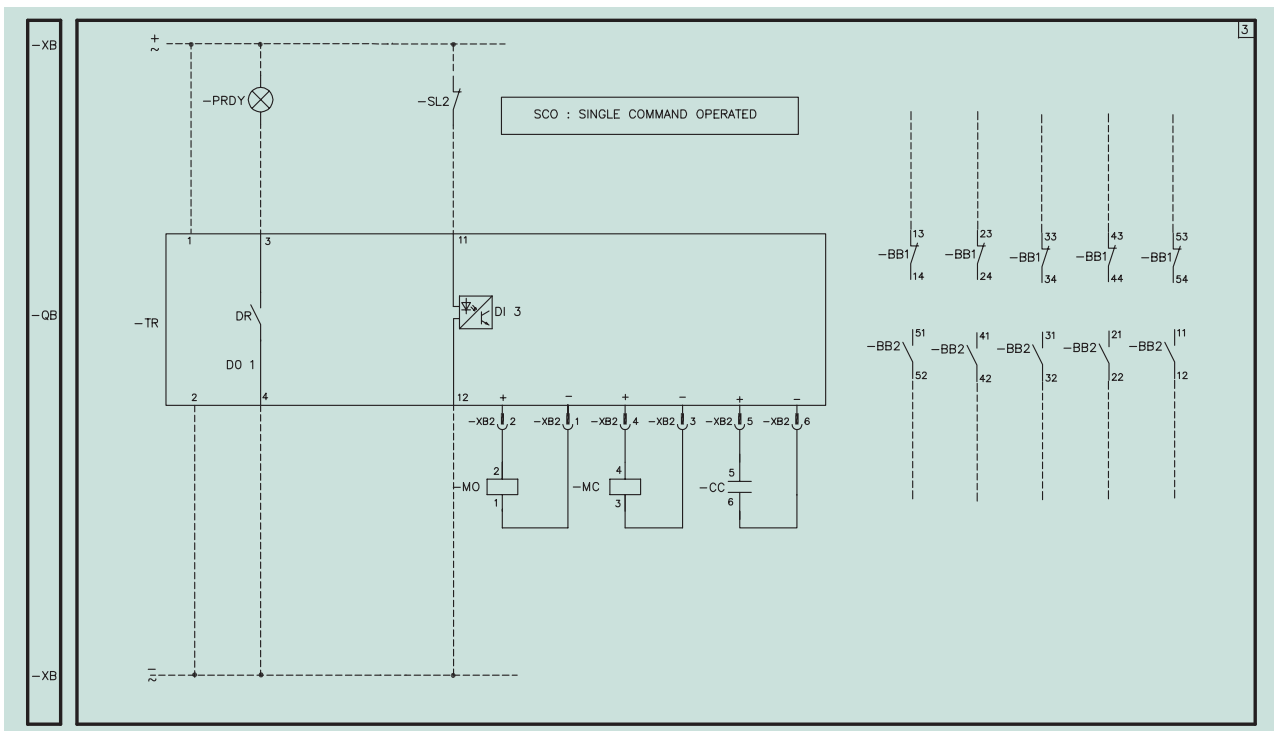 3
-XB
+
~
-PRDY
-SL2
SCO : SINGLE COMMAND OPERATED
1
3
11
13
23
33
43
53
-BB1
-BB1
-BB1
-BB1
-BB1
14
24
34
44
54
-QB
-TR
DR
DI 3
DO 1
51
41
31
21
11
-BB2
-BB2
-BB2
-BB2
-BB2
52
42
32
22
12
2
4
12
+
-
+
-
+
-
-XB2 2
-XB2 1
-XB2 4
-XB2 3
-XB2 5
-XB2 6
2
4
5
-MO
-MC
-CC
1
3
6
-XB
-
~